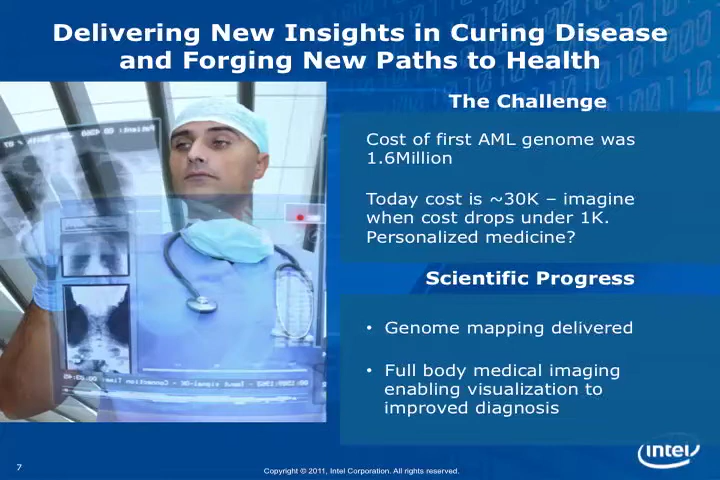 Delivering New Insights in Curing Disease
and Forging New Paths to Health
The Challenge
Cost of first AML genome was
1.6Million
Today cost is ~30K – imagine
when cost drops under 1K.
Personalized medicine?
Scientific Progress
• Genome mapping delivered
• Full body medical imaging
enabling visualization to
improved diagnosis
intel
7
Copyright © 2011, Intel Corporation. All rights reserved.